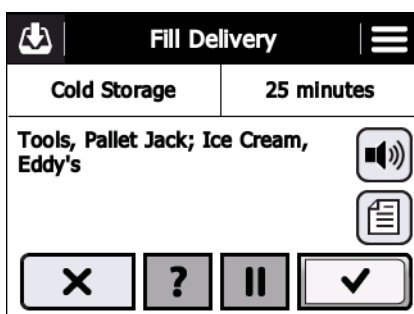 Fill Delivery
Cold Storage
25 minutes
Tools, Pallet Jack; Ice Cream,
Eddy's
?